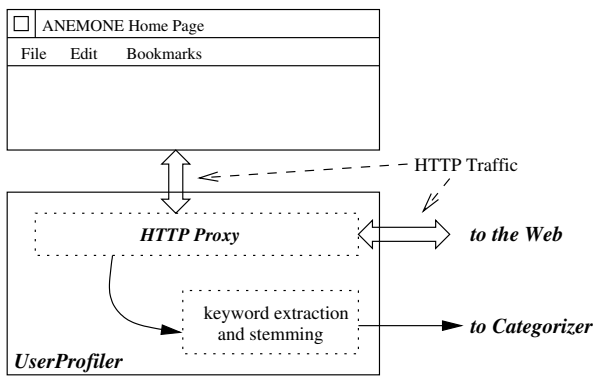 ANEMONE Home Page
File Edit Bookmarks
HTTP Traffic
HTTP Proxy
to the Web
keyword extraction
and stemming
to Categorizer
UserProfiler